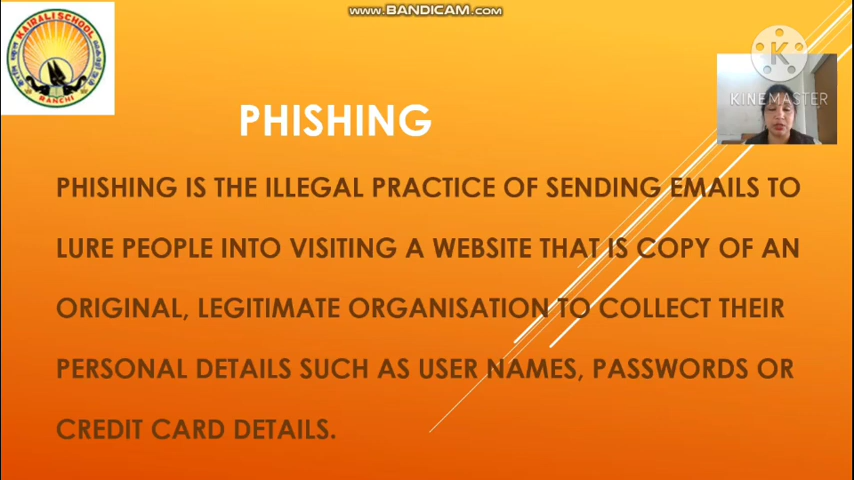 www.BANDICAM.com
KAIRALI SCHOOL
RANCHI
K
KINEMASTER
PHISHING
PHISHING IS THE ILLEGAL PRACTICE OF SENDING EMAILS TO
LURE PEOPLE INTO VISITING A WEBSITE THAT IS COPY OF AN
ORIGINAL, LEGITIMATE ORGANISATION TO COLLECT THEIR
PERSONAL DETAILS SUCH AS USER NAMES, PASSWORDS OR
CREDIT CARD DETAILS.